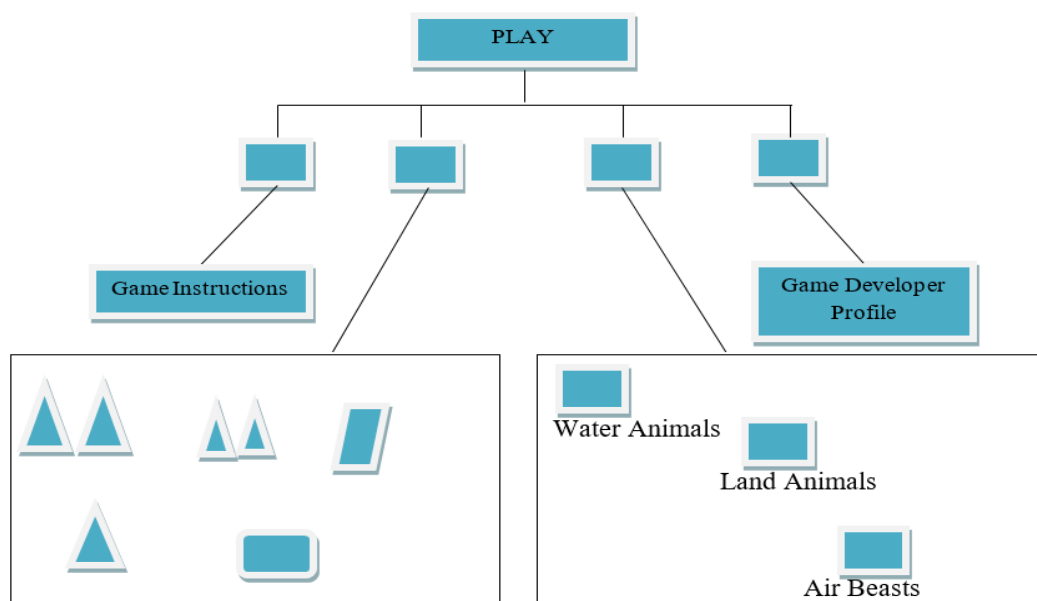 PLAY
Game Instructions
Game Developer
Profile
Water Animals
Land Animals
Air Beasts